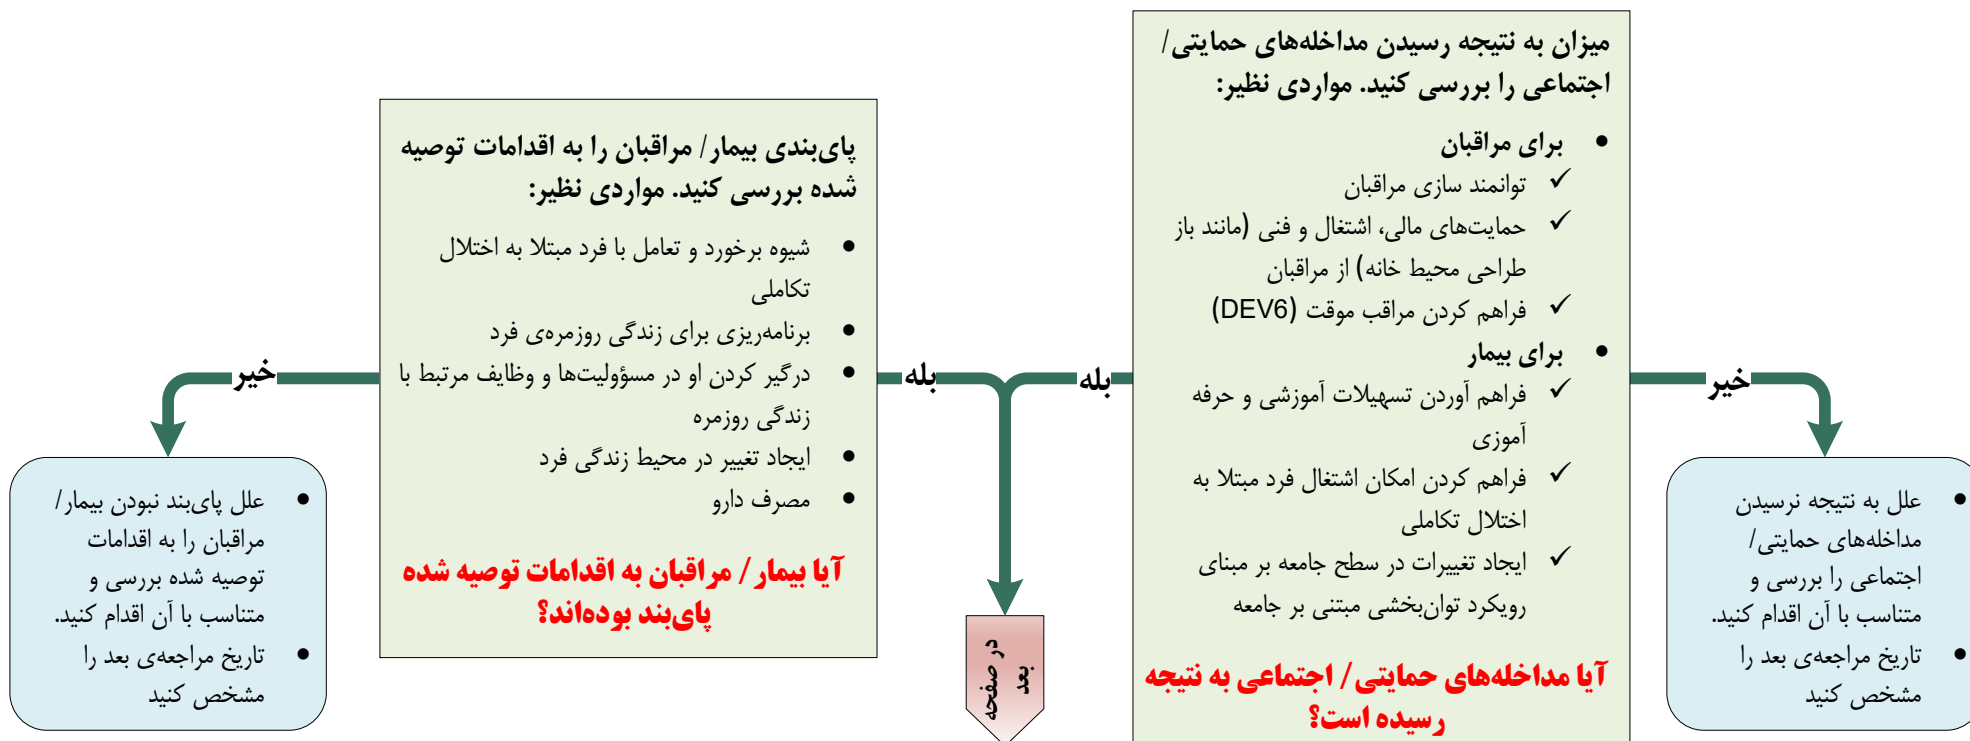 میزان به نتیجه رسیدن مداخله‌های حمایتی/
اجتماعی را بررسی کنید. مواردی نظیر:
• برای مراقبان
✓ توانمند سازی مراقبان
✓ حمایت‌های مالی، اشتغال و فنی (مانند باز
طراحی محیط خانه) از مراقبان
✓ فراهم کردن مراقب موقت (DEV6)
• برای بیمار
✓ فراهم آوردن تسهیلات آموزشی و حرفه
آموزی
✓ فراهم کردن امکان اشتغال فرد مبتلا به
اختلال تکاملی
✓ ایجاد تغییرات در سطح جامعه بر مبنای
رویکرد توان‌بخشی مبتنی بر جامعه
آیا مداخله‌های حمایتی/ اجتماعی به نتیجه
رسیده است؟
خیر
• علل به نتیجه نرسیدن
مداخله‌های حمایتی/
اجتماعی را بررسی و
متناسب با آن اقدام کنید.
• تاریخ مراجعه‌ی بعد را
مشخص کنید
بله
بله
در صفحه
بعد
پای‌بندی بیمار/ مراقبان را به اقدامات توصیه
شده بررسی کنید. مواردی نظیر:
• شیوه برخورد و تعامل با فرد مبتلا به اختلال
تکاملی
• برنامه‌ریزی برای زندگی روزمره‌ی فرد
• درگیر کردن او در مسؤولیت‌ها و وظایف مرتبط با
زندگی روزمره
• ایجاد تغییر در محیط زندگی فرد
• مصرف دارو
آیا بیمار/ مراقبان به اقدامات توصیه شده
پای‌بند بوده‌اند؟
خیر
• علل پای‌بند نبودن بیمار/
مراقبان را به اقدامات
توصیه شده بررسی و
متناسب با آن اقدام کنید.
• تاریخ مراجعه‌ی بعد را
مشخص کنید